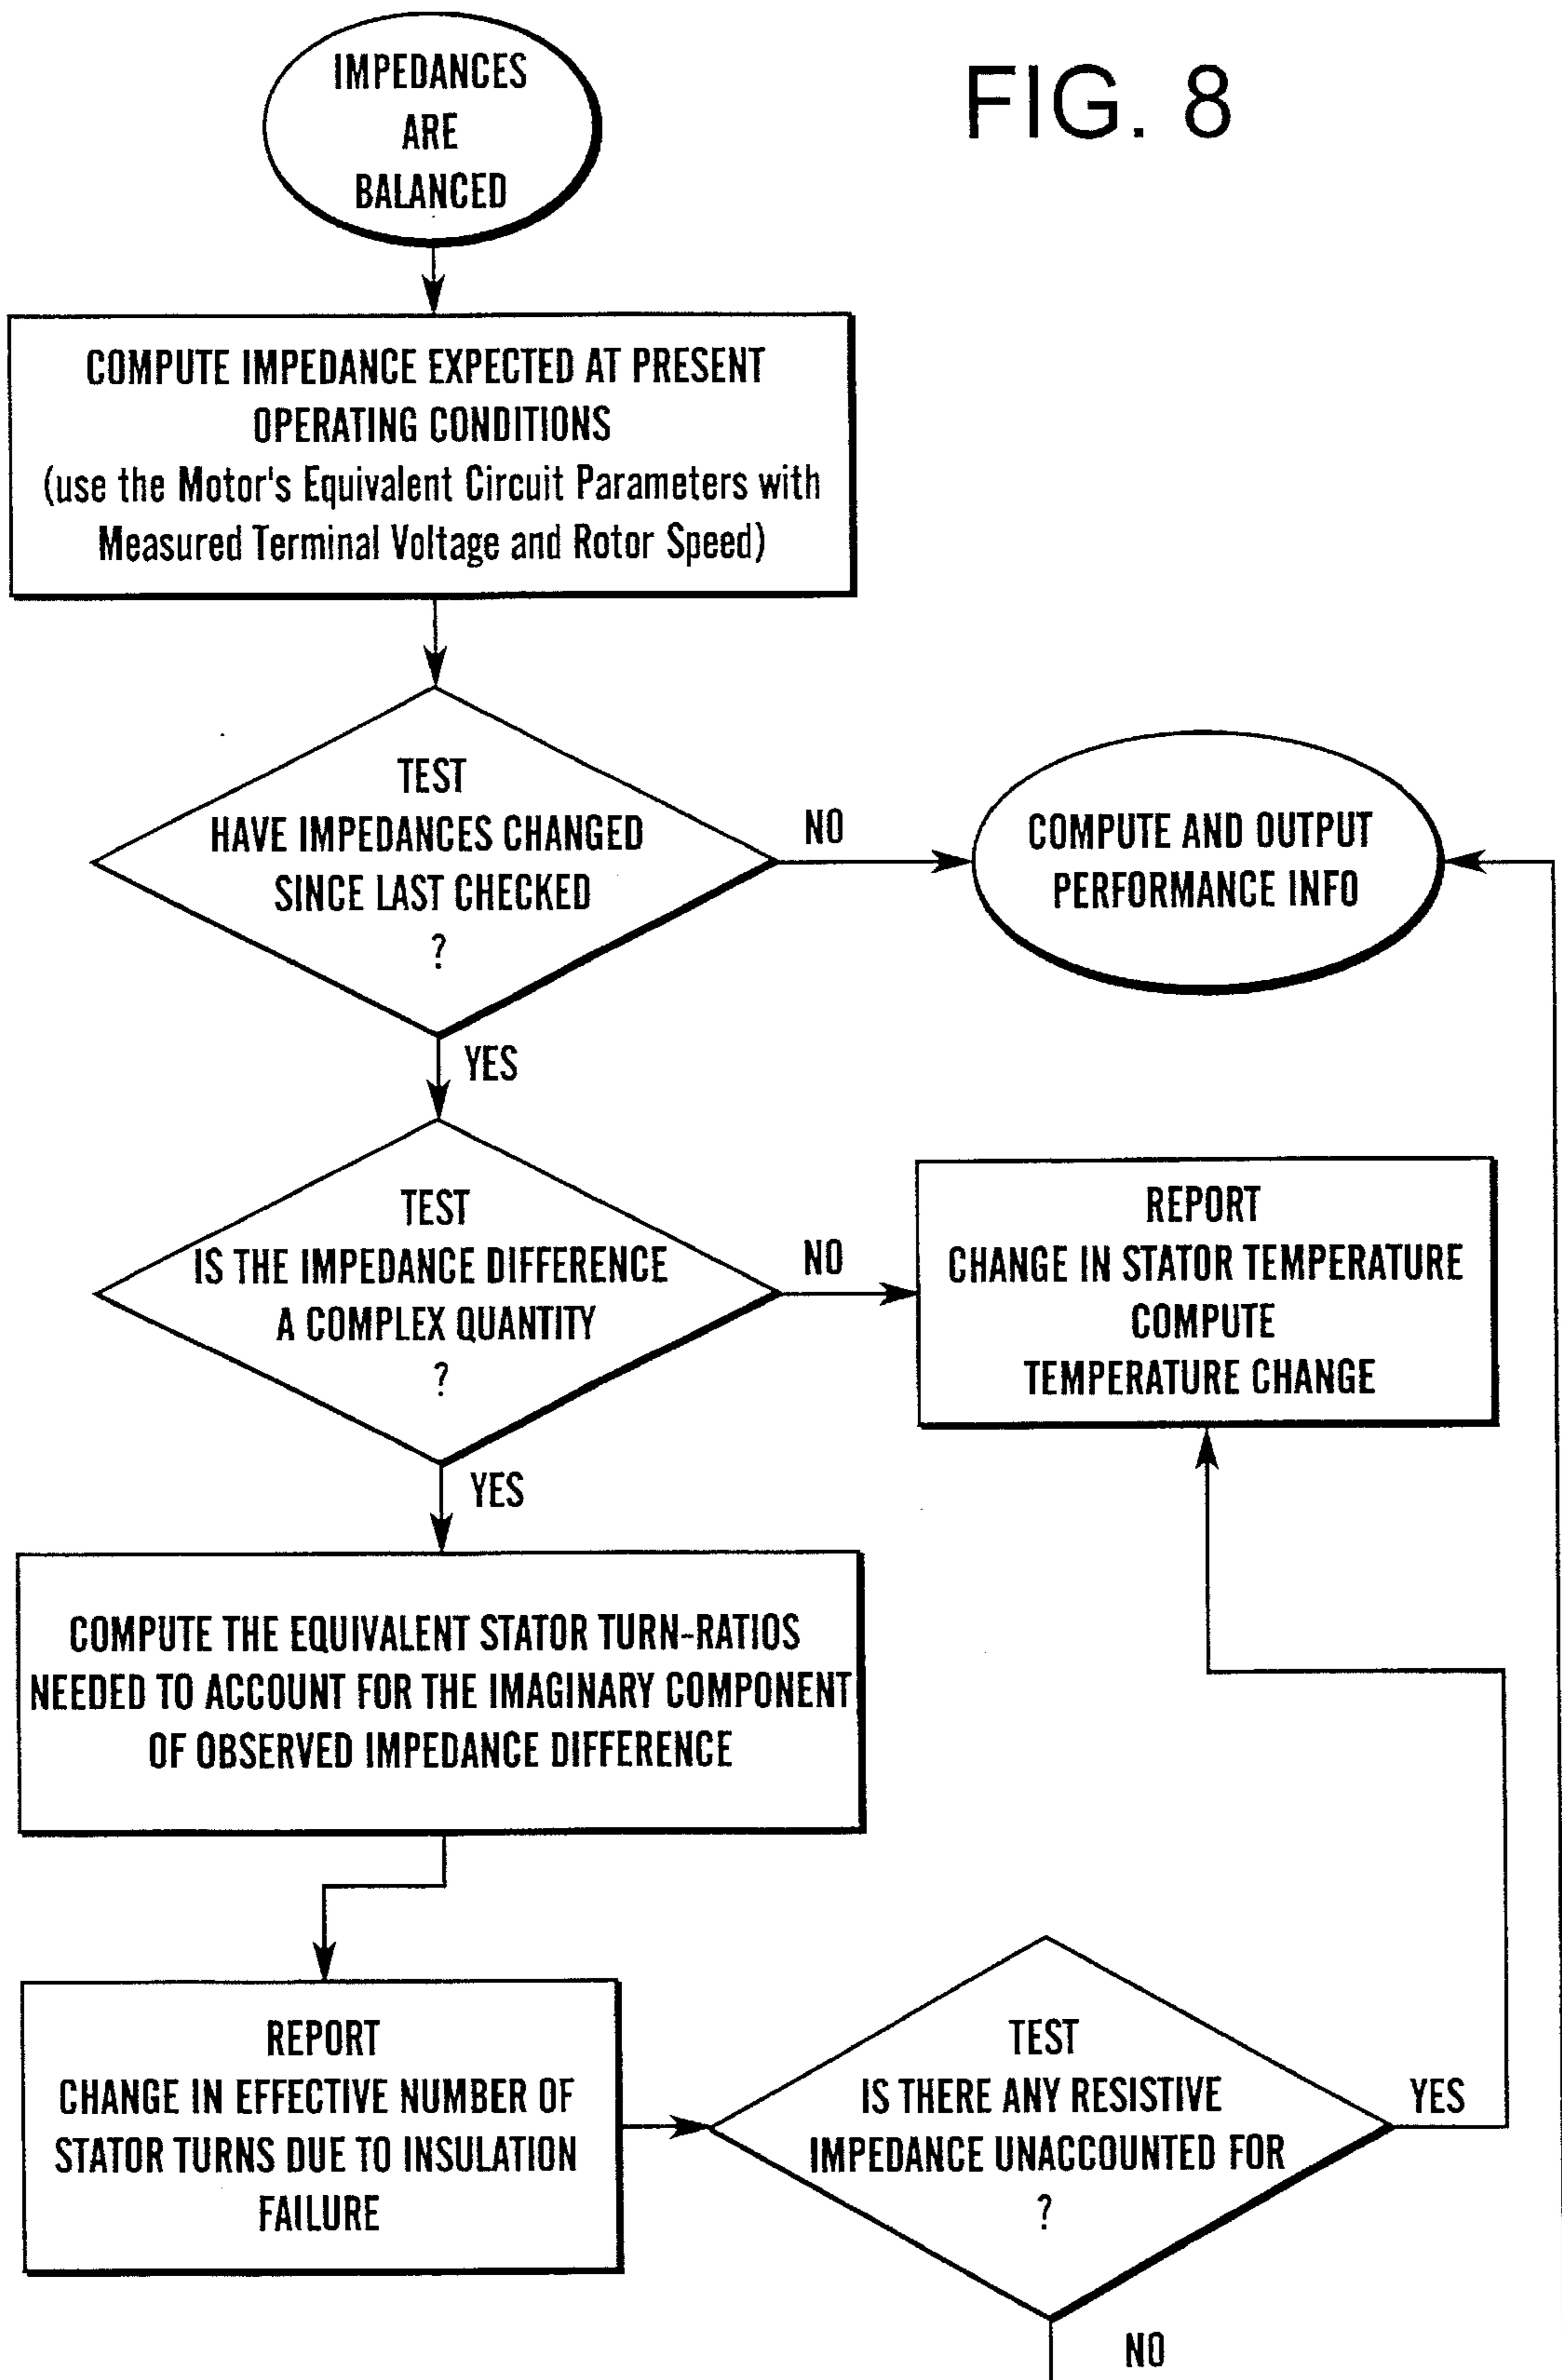 IMPEDANCES
ARE
BALANCED
FIG. 8
COMPUTE IMPEDANCE EXPECTED AT PRESENT
OPERATING CONDITIONS
(use the Motor's Equivalent Circuit Parameters with
Measured Terminal Voltage and Rotor Speed)
TEST
HAVE IMPEDANCES CHANGED
SINCE LAST CHECKED
?
NO
COMPUTE AND OUTPUT
PERFORMANCE INFO
YES
TEST
IS THE IMPEDANCE DIFFERENCE
A COMPLEX QUANTITY
?
NO
REPORT
CHANGE IN STATOR TEMPERATURE
COMPUTE
TEMPERATURE CHANGE
YES
COMPUTE THE EQUIVALENT STATOR TURN-RATIOS
NEEDED TO ACCOUNT FOR THE IMAGINARY COMPONENT
OF OBSERVED IMPEDANCE DIFFERENCE
REPORT
CHANGE IN EFFECTIVE NUMBER OF
STATOR TURNS DUE TO INSULATION
FAILURE
TEST
IS THERE ANY RESISTIVE
IMPEDANCE UNACCOUNTED FOR
?
YES
NO